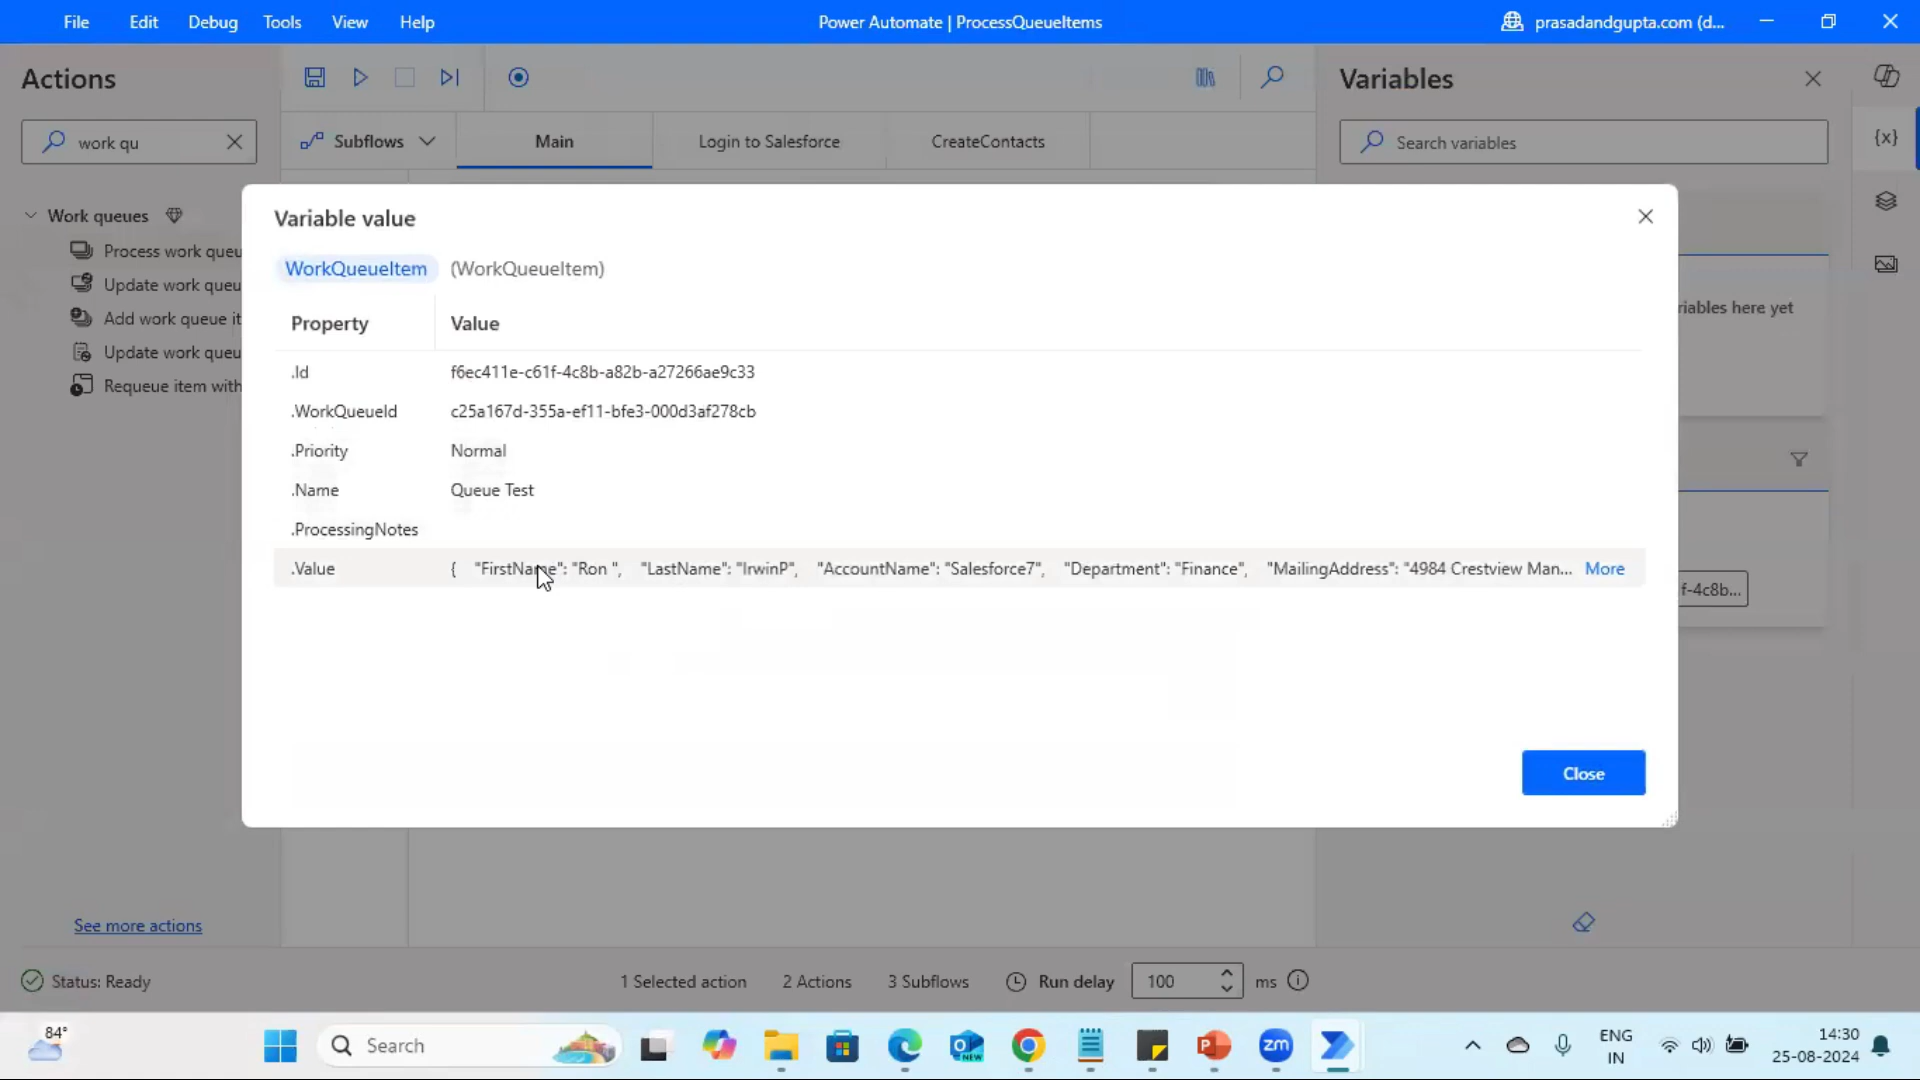 File Edit Debug Tools View Help Power Automate | ProcessQueueItems prasadandgupta.com (d...
Actions
Variables
work qu
Subflows Main Login to Salesforce CreateContacts
Search variables
Work queues
Process work queu
Update work queu
Add work queue it
Update work queu
Requeue item with
Variable value
WorkQueueItem (WorkQueueItem)
Property Value
.Id f6ec411e-c61f-4c8b-a82b-a27266ae9c33
.WorkQueueId c25a167d-355a-ef11-bfe3-000d3af278cb
.Priority Normal
.Name Queue Test
.ProcessingNotes
.Value { "FirstName": "Ron ", "LastName": "IrwinP", "AccountName": "Salesforce7", "Department": "Finance", "MailingAddress": "4984 Crestview Man... More
Close
riables here yet
f-4c8b...
See more actions
Status: Ready 1 Selected action 2 Actions 3 Subflows Run delay 100 ms
84°
Search
ENG
IN
14:30
25-08-2024